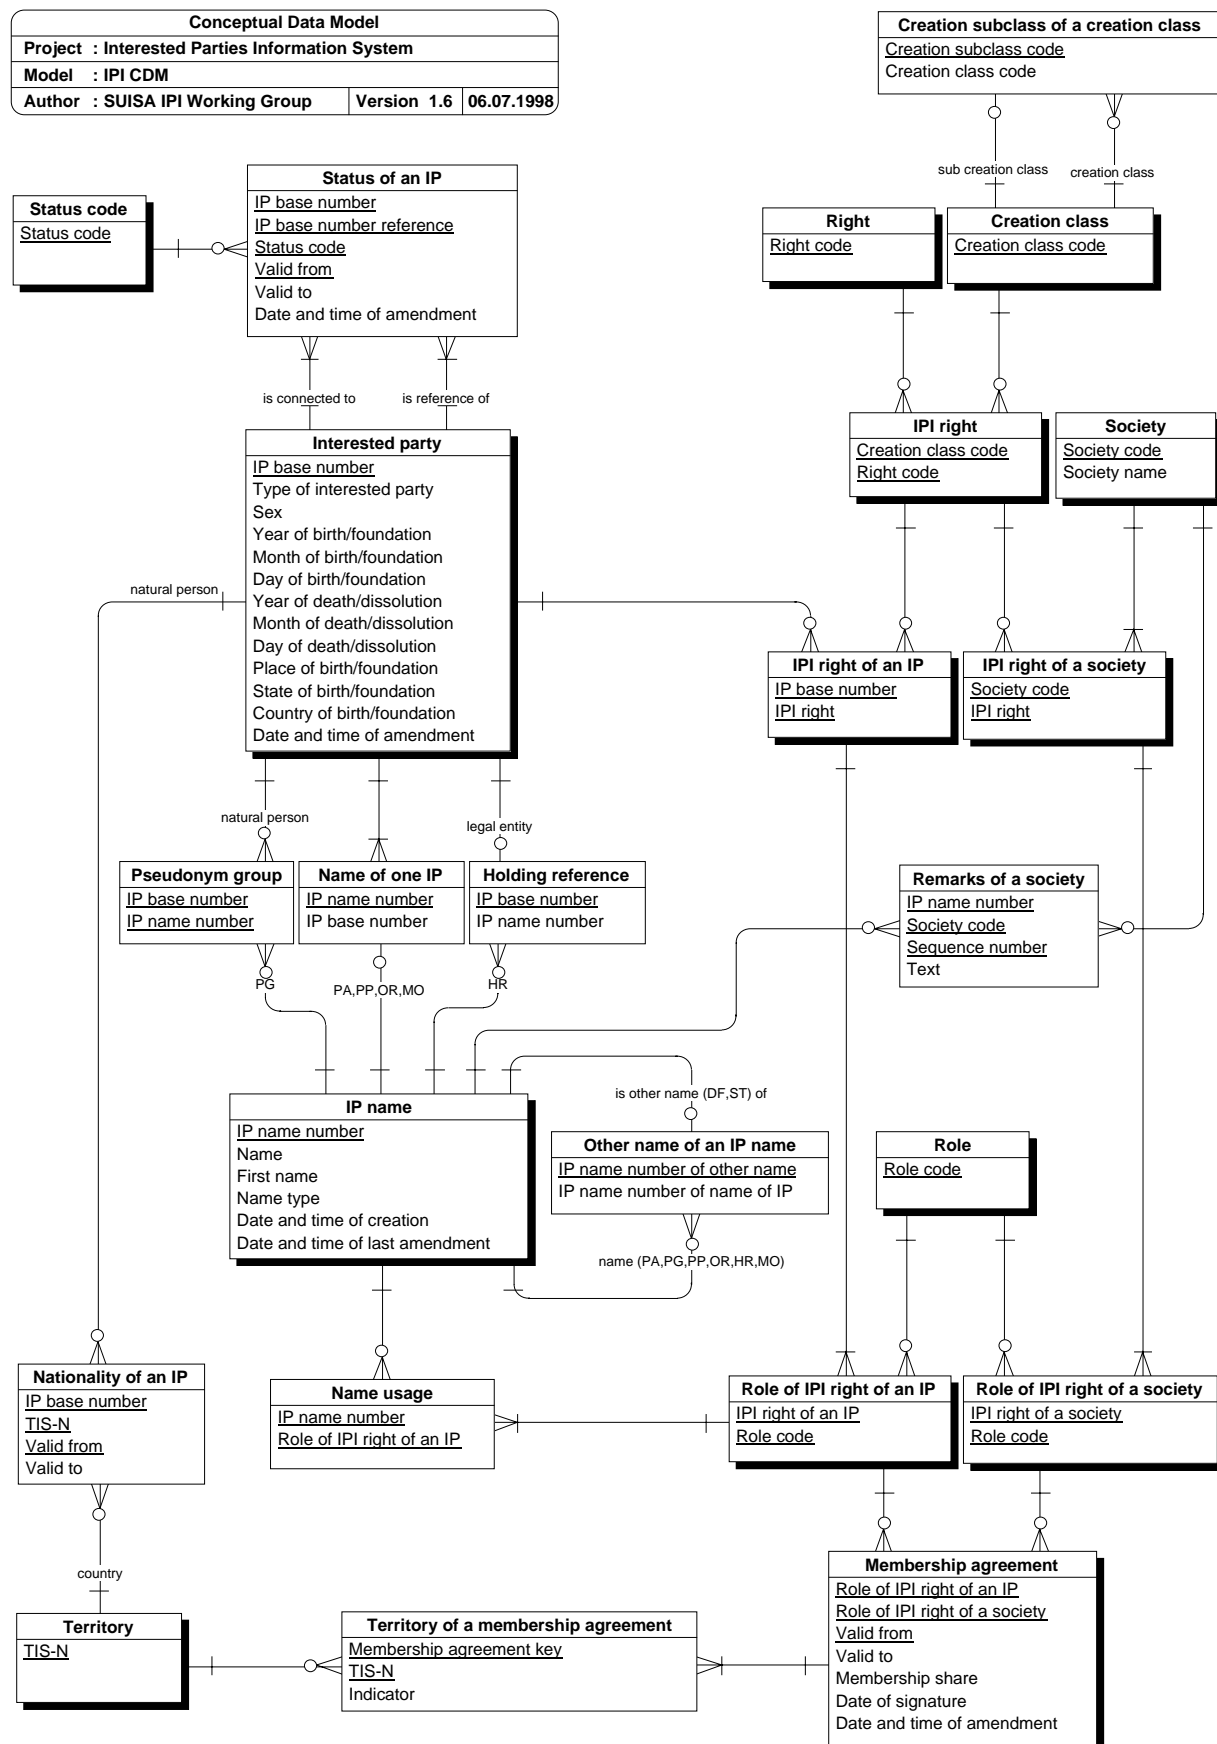 Conceptual Data Model
Project : Interested Parties Information System
Model : IPI CDM
Author : SUISA IPI Working Group Version 1.6 06.07.1998
Creation subclass of a creation class
Creation subclass code
Creation class code
sub creation class
creation class
Status code
Status code
Status of an IP
IP base number
IP base number reference
Status code
Valid from
Valid to
Date and time of amendment
Right
Right code
Creation class
Creation class code
is connected to
is reference of
Interested party
IP base number
Type of interested party
Sex
Year of birth/foundation
Month of birth/foundation
Day of birth/foundation
Year of death/dissolution
Month of death/dissolution
Day of death/dissolution
Place of birth/foundation
State of birth/foundation
Country of birth/foundation
Date and time of amendment
IPI right
Creation class code
Right code
Society
Society code
Society name
natural person
IPI right of an IP
IP base number
IPI right
IPI right of a society
Society code
IPI right
natural person
legal entity
Pseudonym group
IP base number
IP name number
Name of one IP
IP name number
IP base number
Holding reference
IP base number
IP name number
Remarks of a society
IP name number
Society code
Sequence number
Text
PG
PA,PP,OR,MO
HR
is other name (DF,ST) of
IP name
IP name number
Name
First name
Name type
Date and time of creation
Date and time of last amendment
Other name of an IP name
IP name number of other name
IP name number of name of IP
name (PA,PG,PP,OR,HR,MO)
Role
Role code
Nationality of an IP
IP base number
TIS-N
Valid from
Valid to
Name usage
IP name number
Role of IPI right of an IP
Role of IPI right of an IP
IPI right of an IP
Role code
Role of IPI right of a society
IPI right of a society
Role code
country
Territory
TIS-N
Territory of a membership agreement
Membership agreement key
TIS-N
Indicator
Membership agreement
Role of IPI right of an IP
Role of IPI right of a society
Valid from
Valid to
Membership share
Date of signature
Date and time of amendment